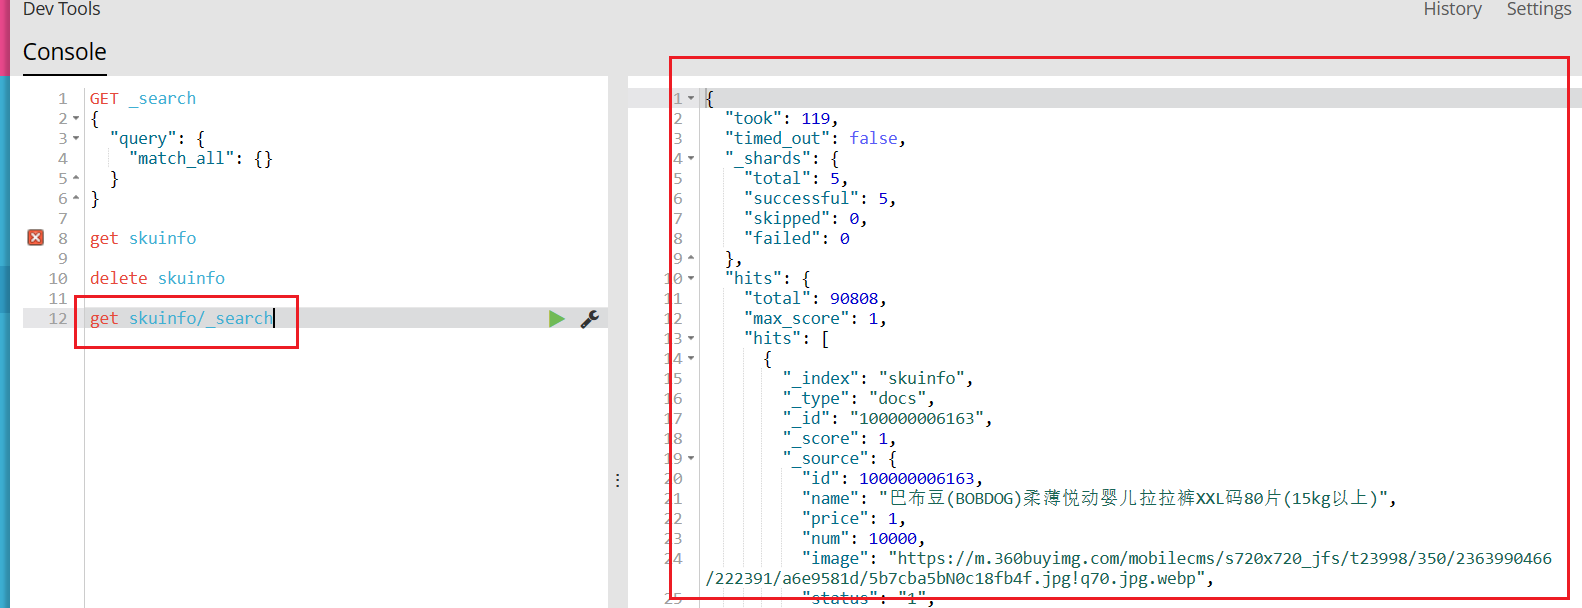 Dev Tools
History Settings
Console
1 GET _search
2 {
3 "query": {
4 "match_all": {}
5 }
6 }
7
8 get skuinfo
9
10 delete skuinfo
11
12 get skuinfo/_search
1 {
2 "took": 119,
3 "timed_out": false,
4 "_shards": {
5 "total": 5,
6 "successful": 5,
7 "skipped": 0,
8 "failed": 0
9 },
10 "hits": {
11 "total": 90808,
12 "max_score": 1,
13 "hits": [
14 {
15 "_index": "skuinfo",
16 "_type": "docs",
17 "_id": "100000006163",
18 "_score": 1,
19 "_source": {
20 "id": 100000006163,
21 "name": "巴布豆(BOBDOG)柔薄悦动婴儿拉拉裤XXL码80片(15kg以上)",
22 "price": 1,
23 "num": 10000,
24 "image": "https://m.360buyimg.com/mobilecms/s720x720_jfs/t23998/350/2363990466
/222391/a6e9581d/5b7cba5bN0c18fb4f.jpg!q70.jpg.webp",
25 "status": "1",